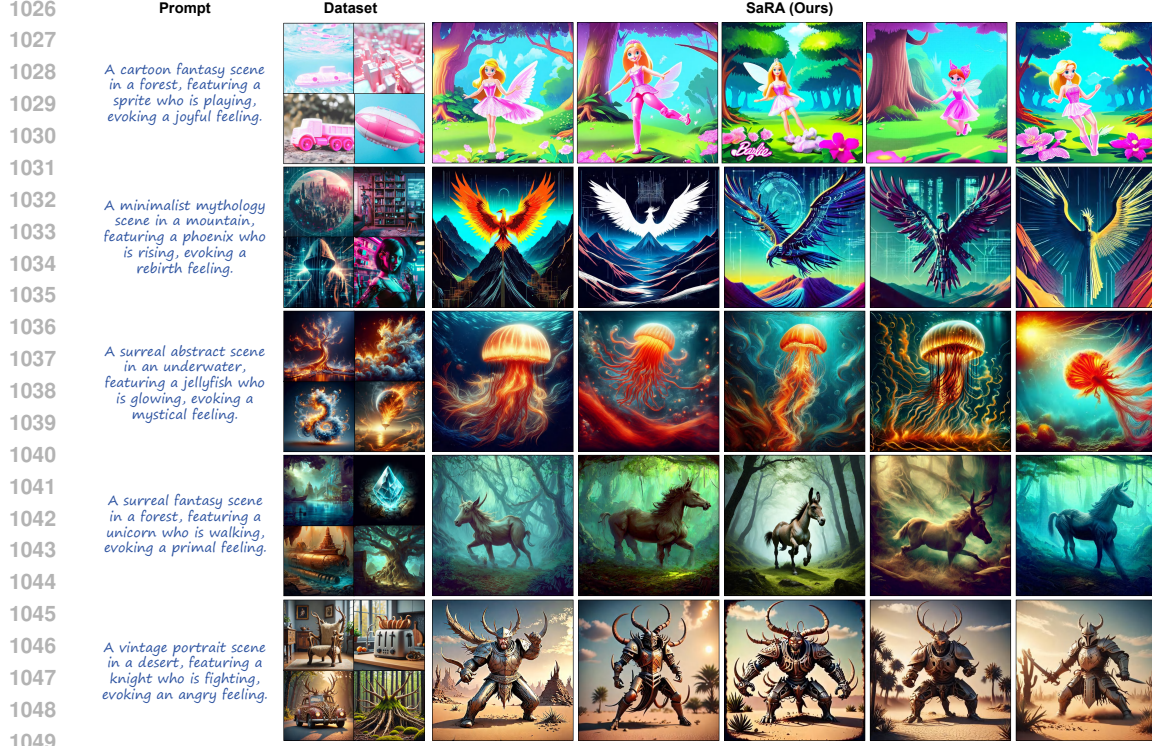 1026
Prompt Dataset SaRA (Ours)
1027
1028
1029
1030
1031
A cartoon fantasy scene
in a forest, featuring a
sprite who is playing,
evoking a joyful feeling.
1032
1033
1034
1035
A minimalist mythology
scene in a mountain,
featuring a phoenix who
is rising, evoking a
rebirth feeling.
1036
1037
1038
1039
1040
A surreal abstract scene
in an underwater,
featuring a jellyfish who
is glowing, evoking a
mystical feeling.
1041
1042
1043
1044
A surreal fantasy scene
in a forest, featuring a
unicorn who is walking,
evoking a primal feeling.
1045
1046
1047
1048
1049
A vintage portrait scene
in a desert, featuring a
knight who is fighting,
evoking an angry feeling.